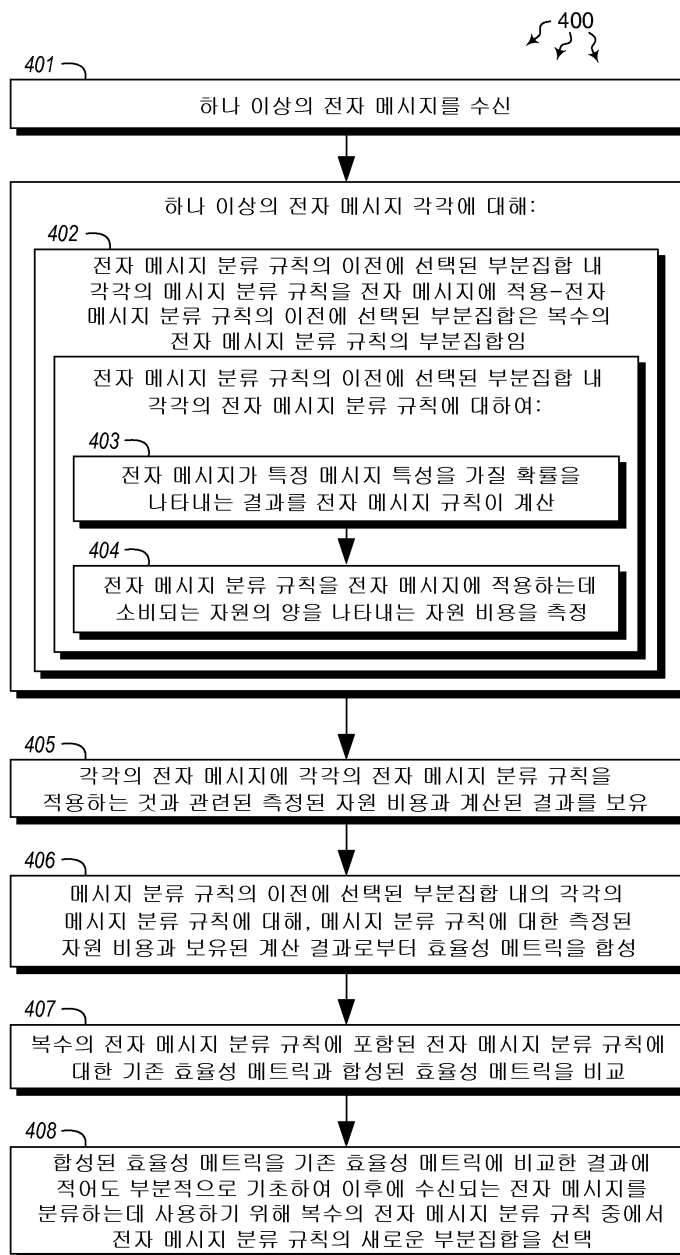 400
401
하나 이상의 전자 메시지를 수신
하나 이상의 전자 메시지 각각에 대해:
402
전자 메시지 분류 규칙의 이전에 선택된 부분집합 내
각각의 메시지 분류 규칙을 전자 메시지에 적용-전자
메시지 분류 규칙의 이전에 선택된 부분집합은 복수의
전자 메시지 분류 규칙의 부분집합임
전자 메시지 분류 규칙의 이전에 선택된 부분집합 내
각각의 전자 메시지 분류 규칙에 대하여:
403
전자 메시지가 특정 메시지 특성을 가질 확률을
나타내는 결과를 전자 메시지 규칙이 계산
404
전자 메시지 분류 규칙을 전자 메시지에 적용하는데
소비되는 자원의 양을 나타내는 자원 비용을 측정
405
각각의 전자 메시지에 각각의 전자 메시지 분류 규칙을
적용하는 것과 관련된 측정된 자원 비용과 계산된 결과를 보유
406
메시지 분류 규칙의 이전에 선택된 부분집합 내의 각각의
메시지 분류 규칙에 대해, 메시지 분류 규칙에 대한 측정된
자원 비용과 보유된 계산 결과로부터 효율성 메트릭을 합성
407
복수의 전자 메시지 분류 규칙에 포함된 전자 메시지 분류 규칙에
대한 기존 효율성 메트릭과 합성된 효율성 메트릭을 비교
408
합성된 효율성 메트릭을 기존 효율성 메트릭에 비교한 결과에
적어도 부분적으로 기초하여 이후에 수신되는 전자 메시지를
분류하는데 사용하기 위해 복수의 전자 메시지 분류 규칙 중에서
전자 메시지 분류 규칙의 새로운 부분집합을 선택